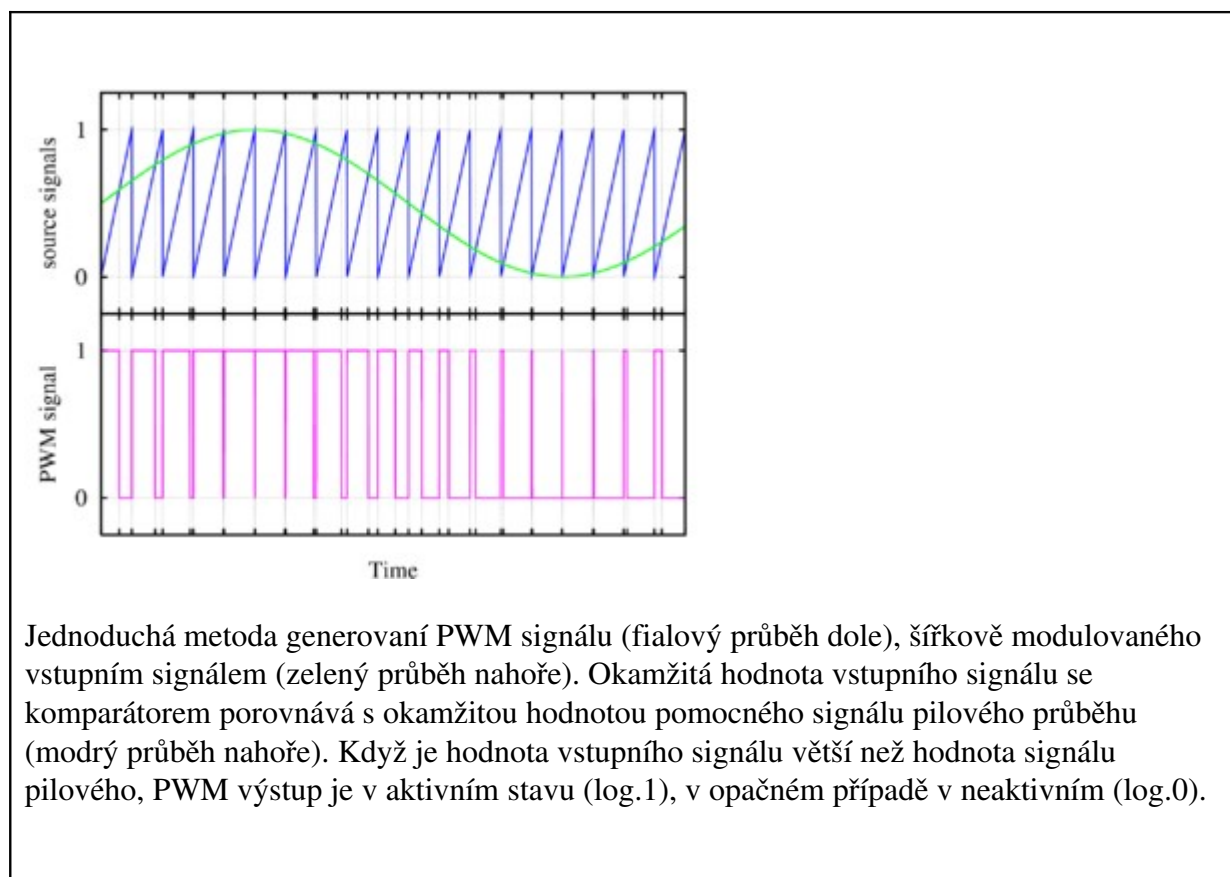 1
source signals
0
1
PWM signal
0
Time
Jednoduchá metoda generovaní PWM signálu (fialový průběh dole), šířkově modulovaného
vstupním signálem (zelený průběh nahoře). Okamžitá hodnota vstupního signálu se
komparátorem porovnává s okamžitou hodnotou pomocného signálu pilového průběhu
(modrý průběh nahoře). Když je hodnota vstupního signálu větší než hodnota signálu
pilového, PWM výstup je v aktivním stavu (log.1), v opačném případě v neaktivním (log.0).